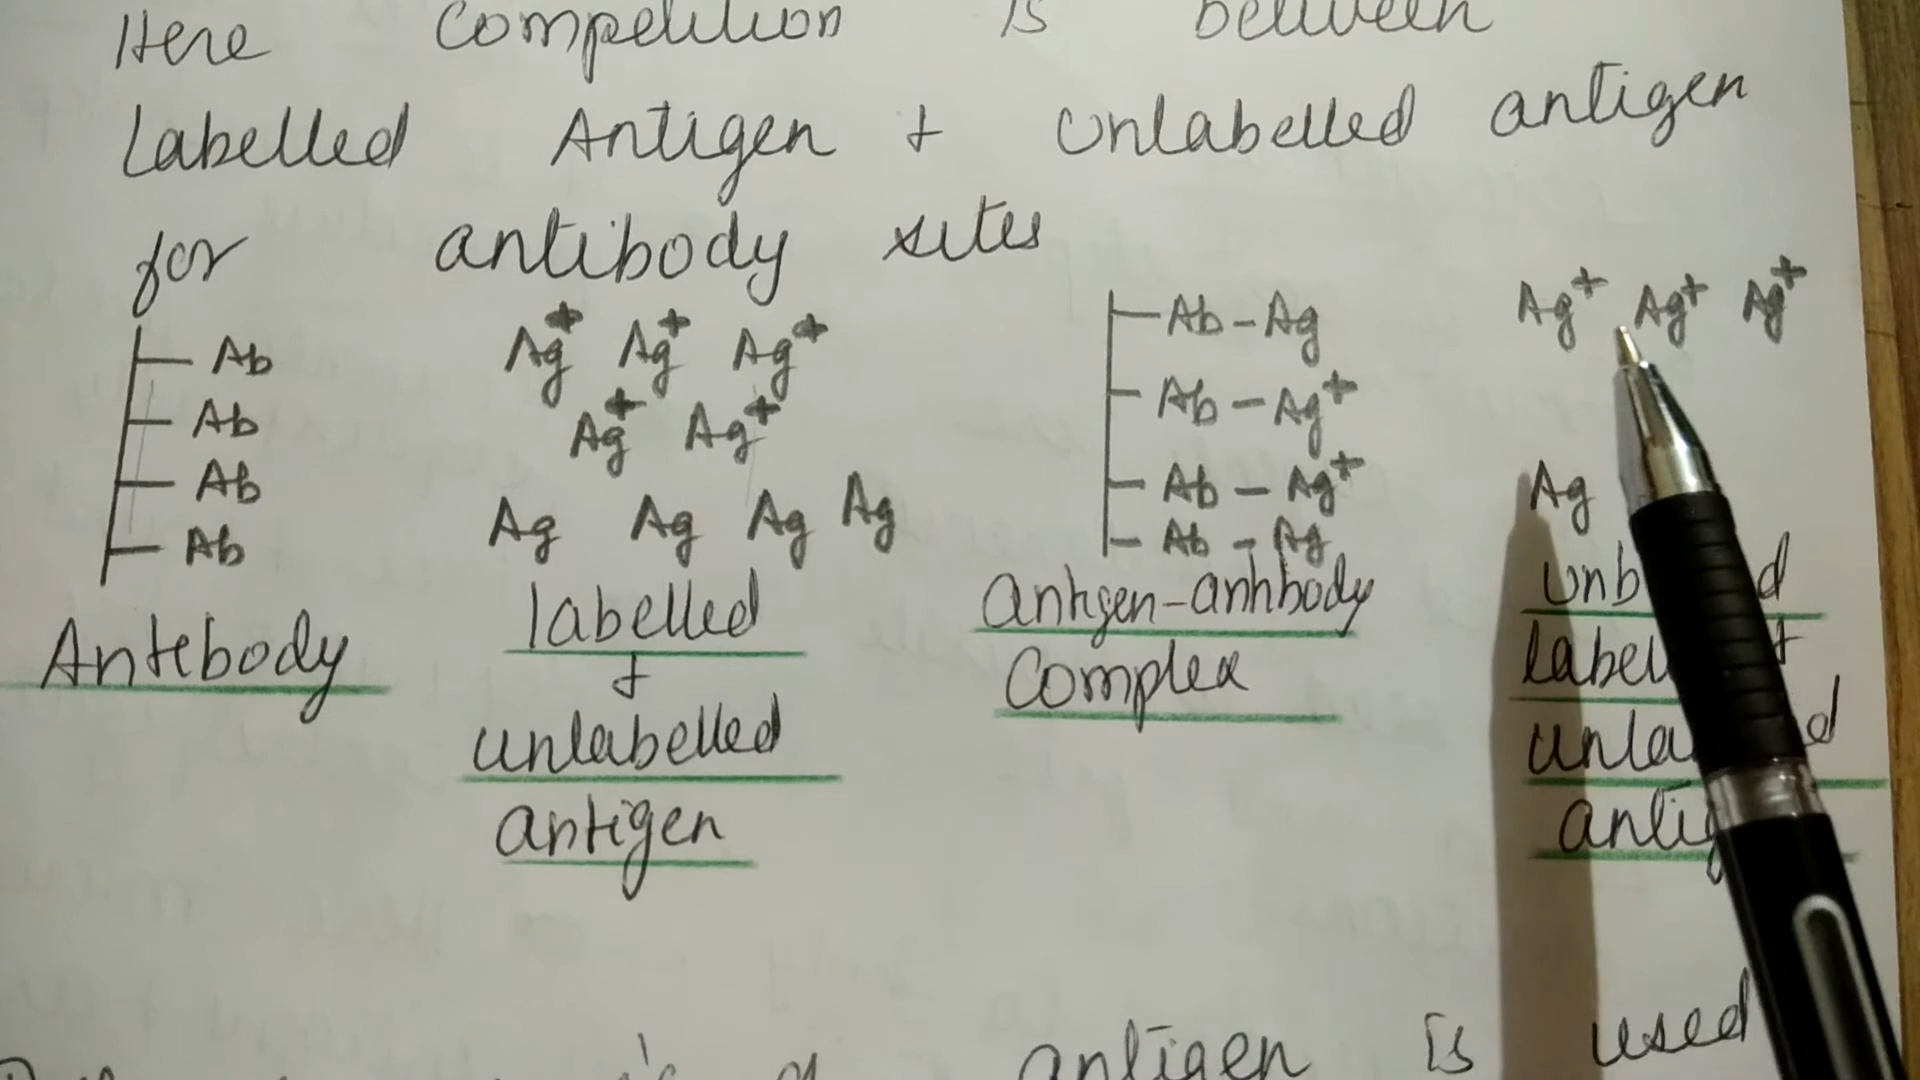 Here competition is between
Labelled Antigen + unlabelled antigen
for antibody sites
Ab
Ab
Ab
Ab
Antebody
Ag+ Ag+ Ag+
Ag+ Ag+
Ag Ag Ag Ag
labelled
+
unlabelled
antigen
Ab - Ag
Ab - Ag+
Ab - Ag+
Ab - Ag
antigen-antibody
Complex
Ag+ Ag+ Ag+
Ag
antigen is used